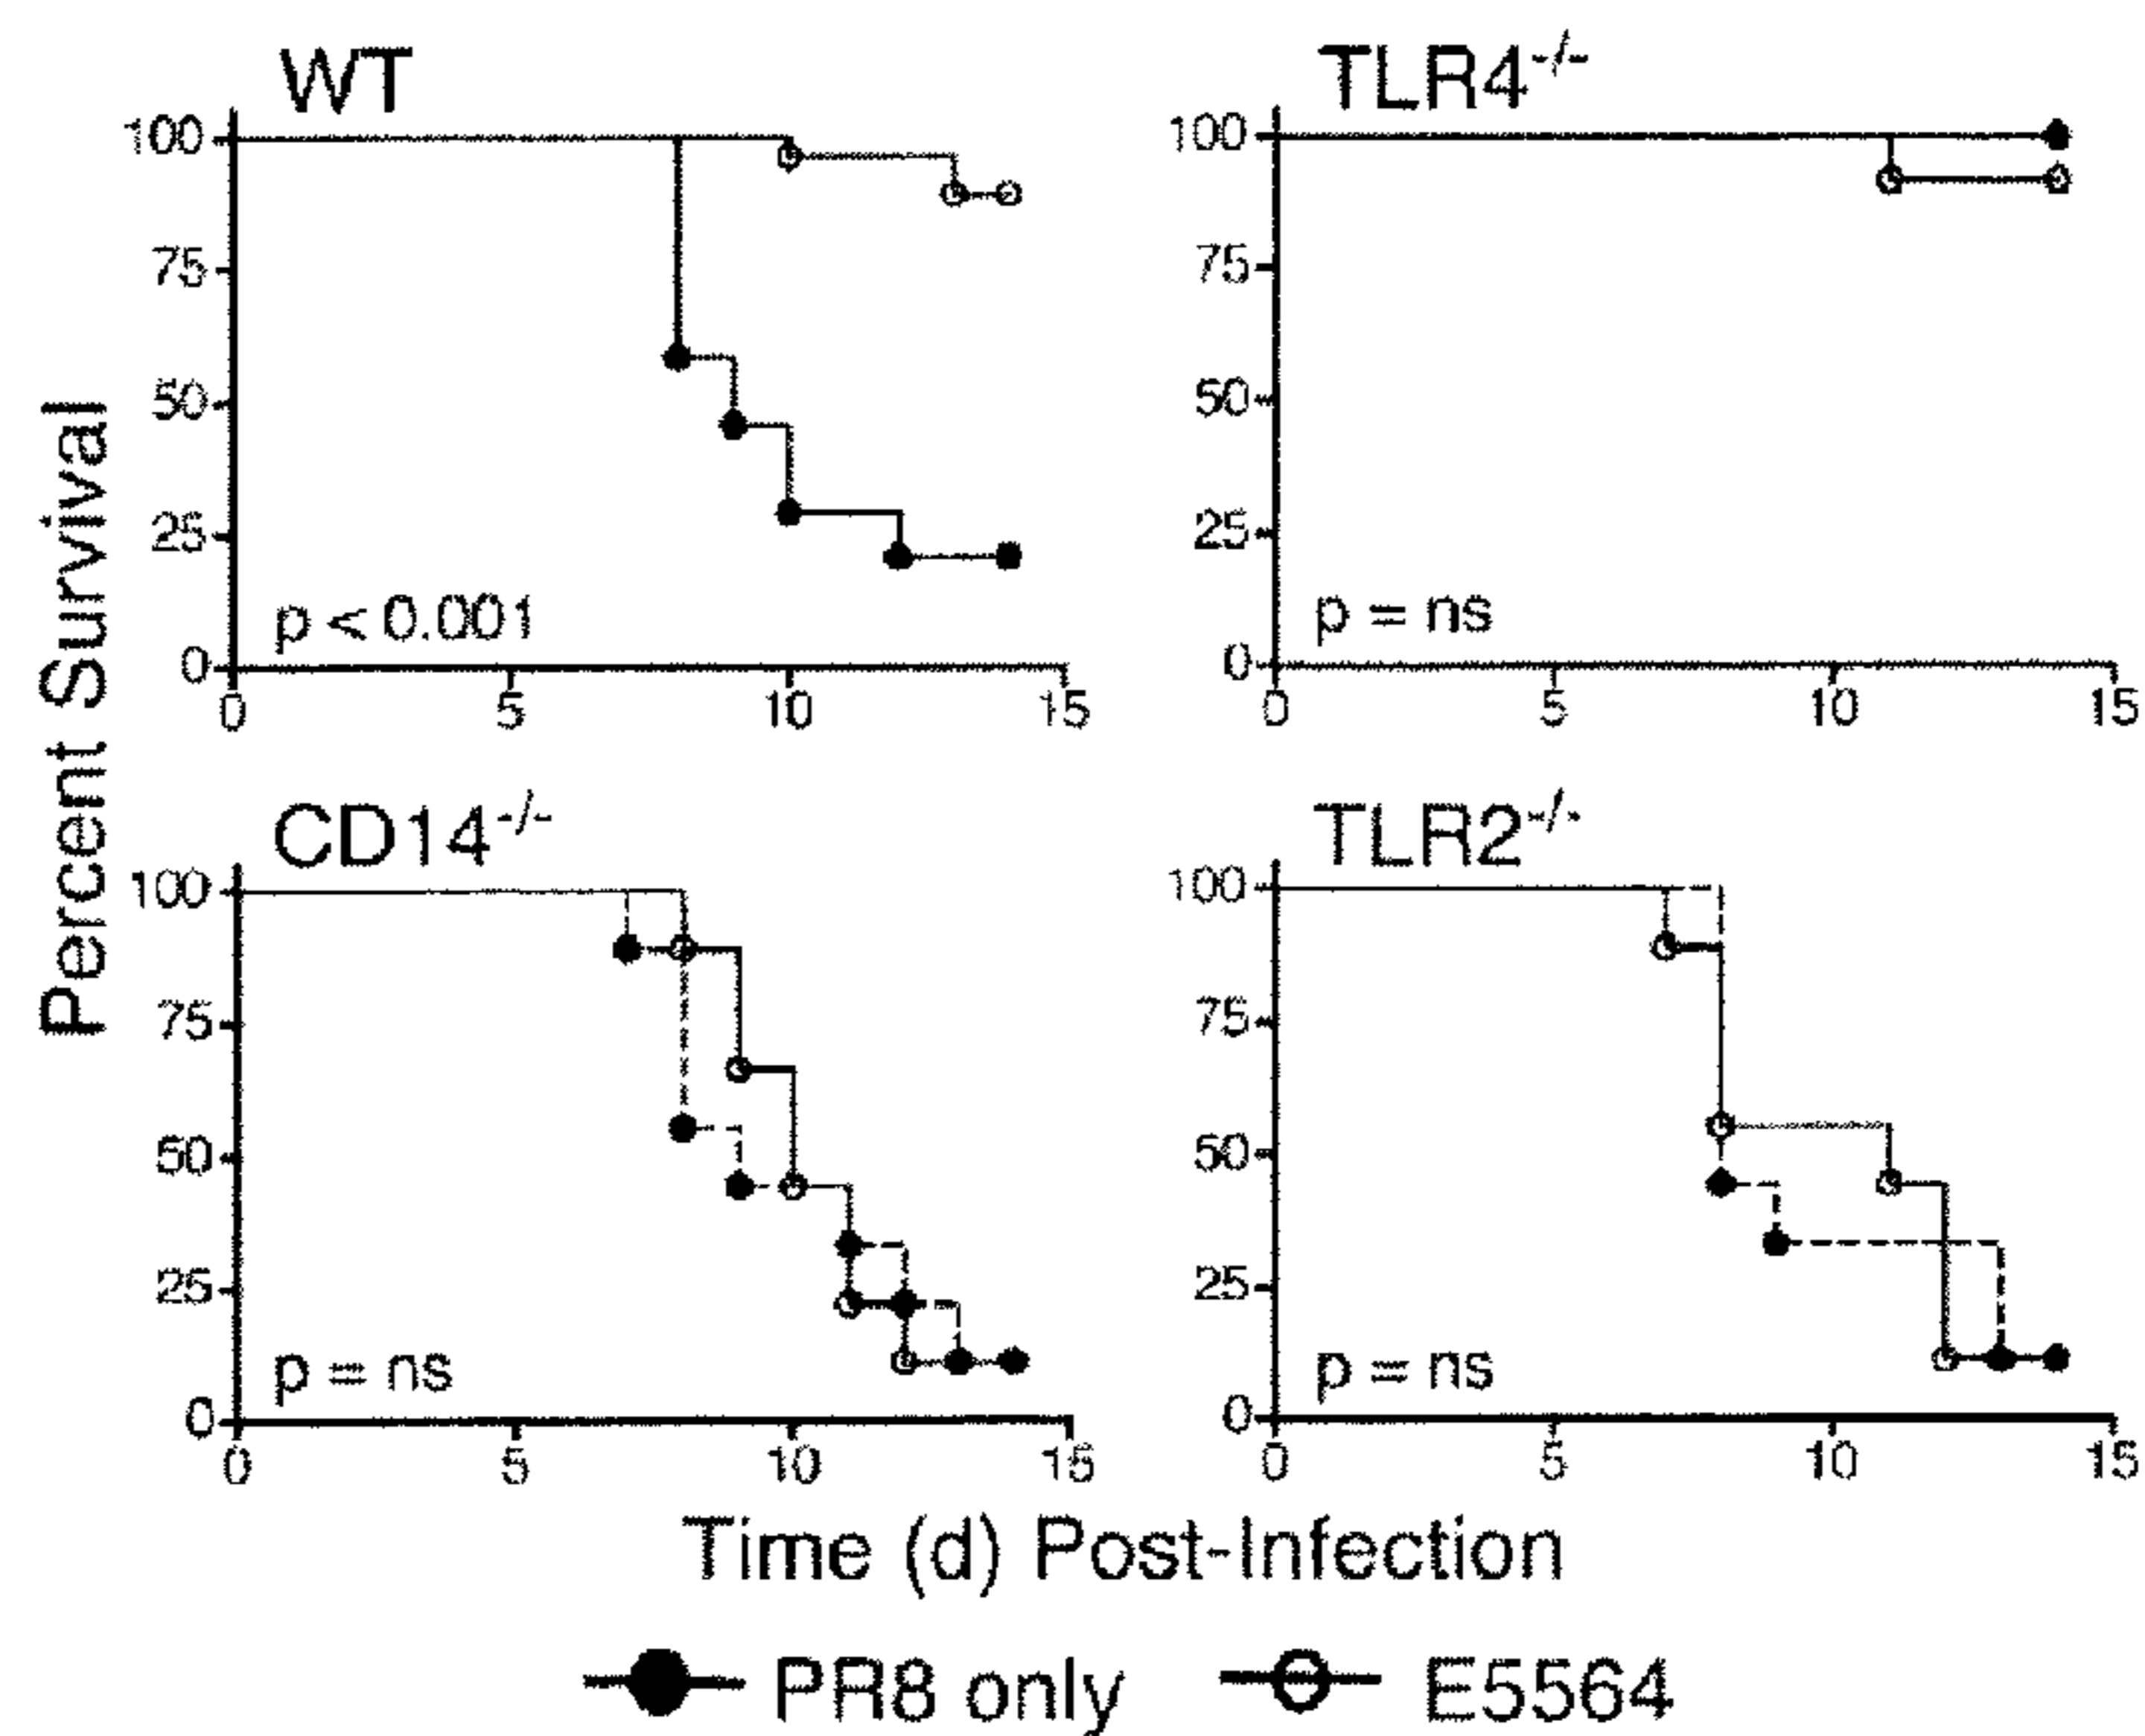 Percent Survival
WT
100
75
50
25
0
p < 0.001
0 5 10 15
TLR4-/-
100
75
50
25
0
p = ns
0 5 10 15
CD14-/-
100
75
50
25
0
p = ns
0 5 10 15
TLR2-/-
100
75
50
25
0
p = ns
0 5 10 15
Time (d) Post-Infection
PR8 only E5564